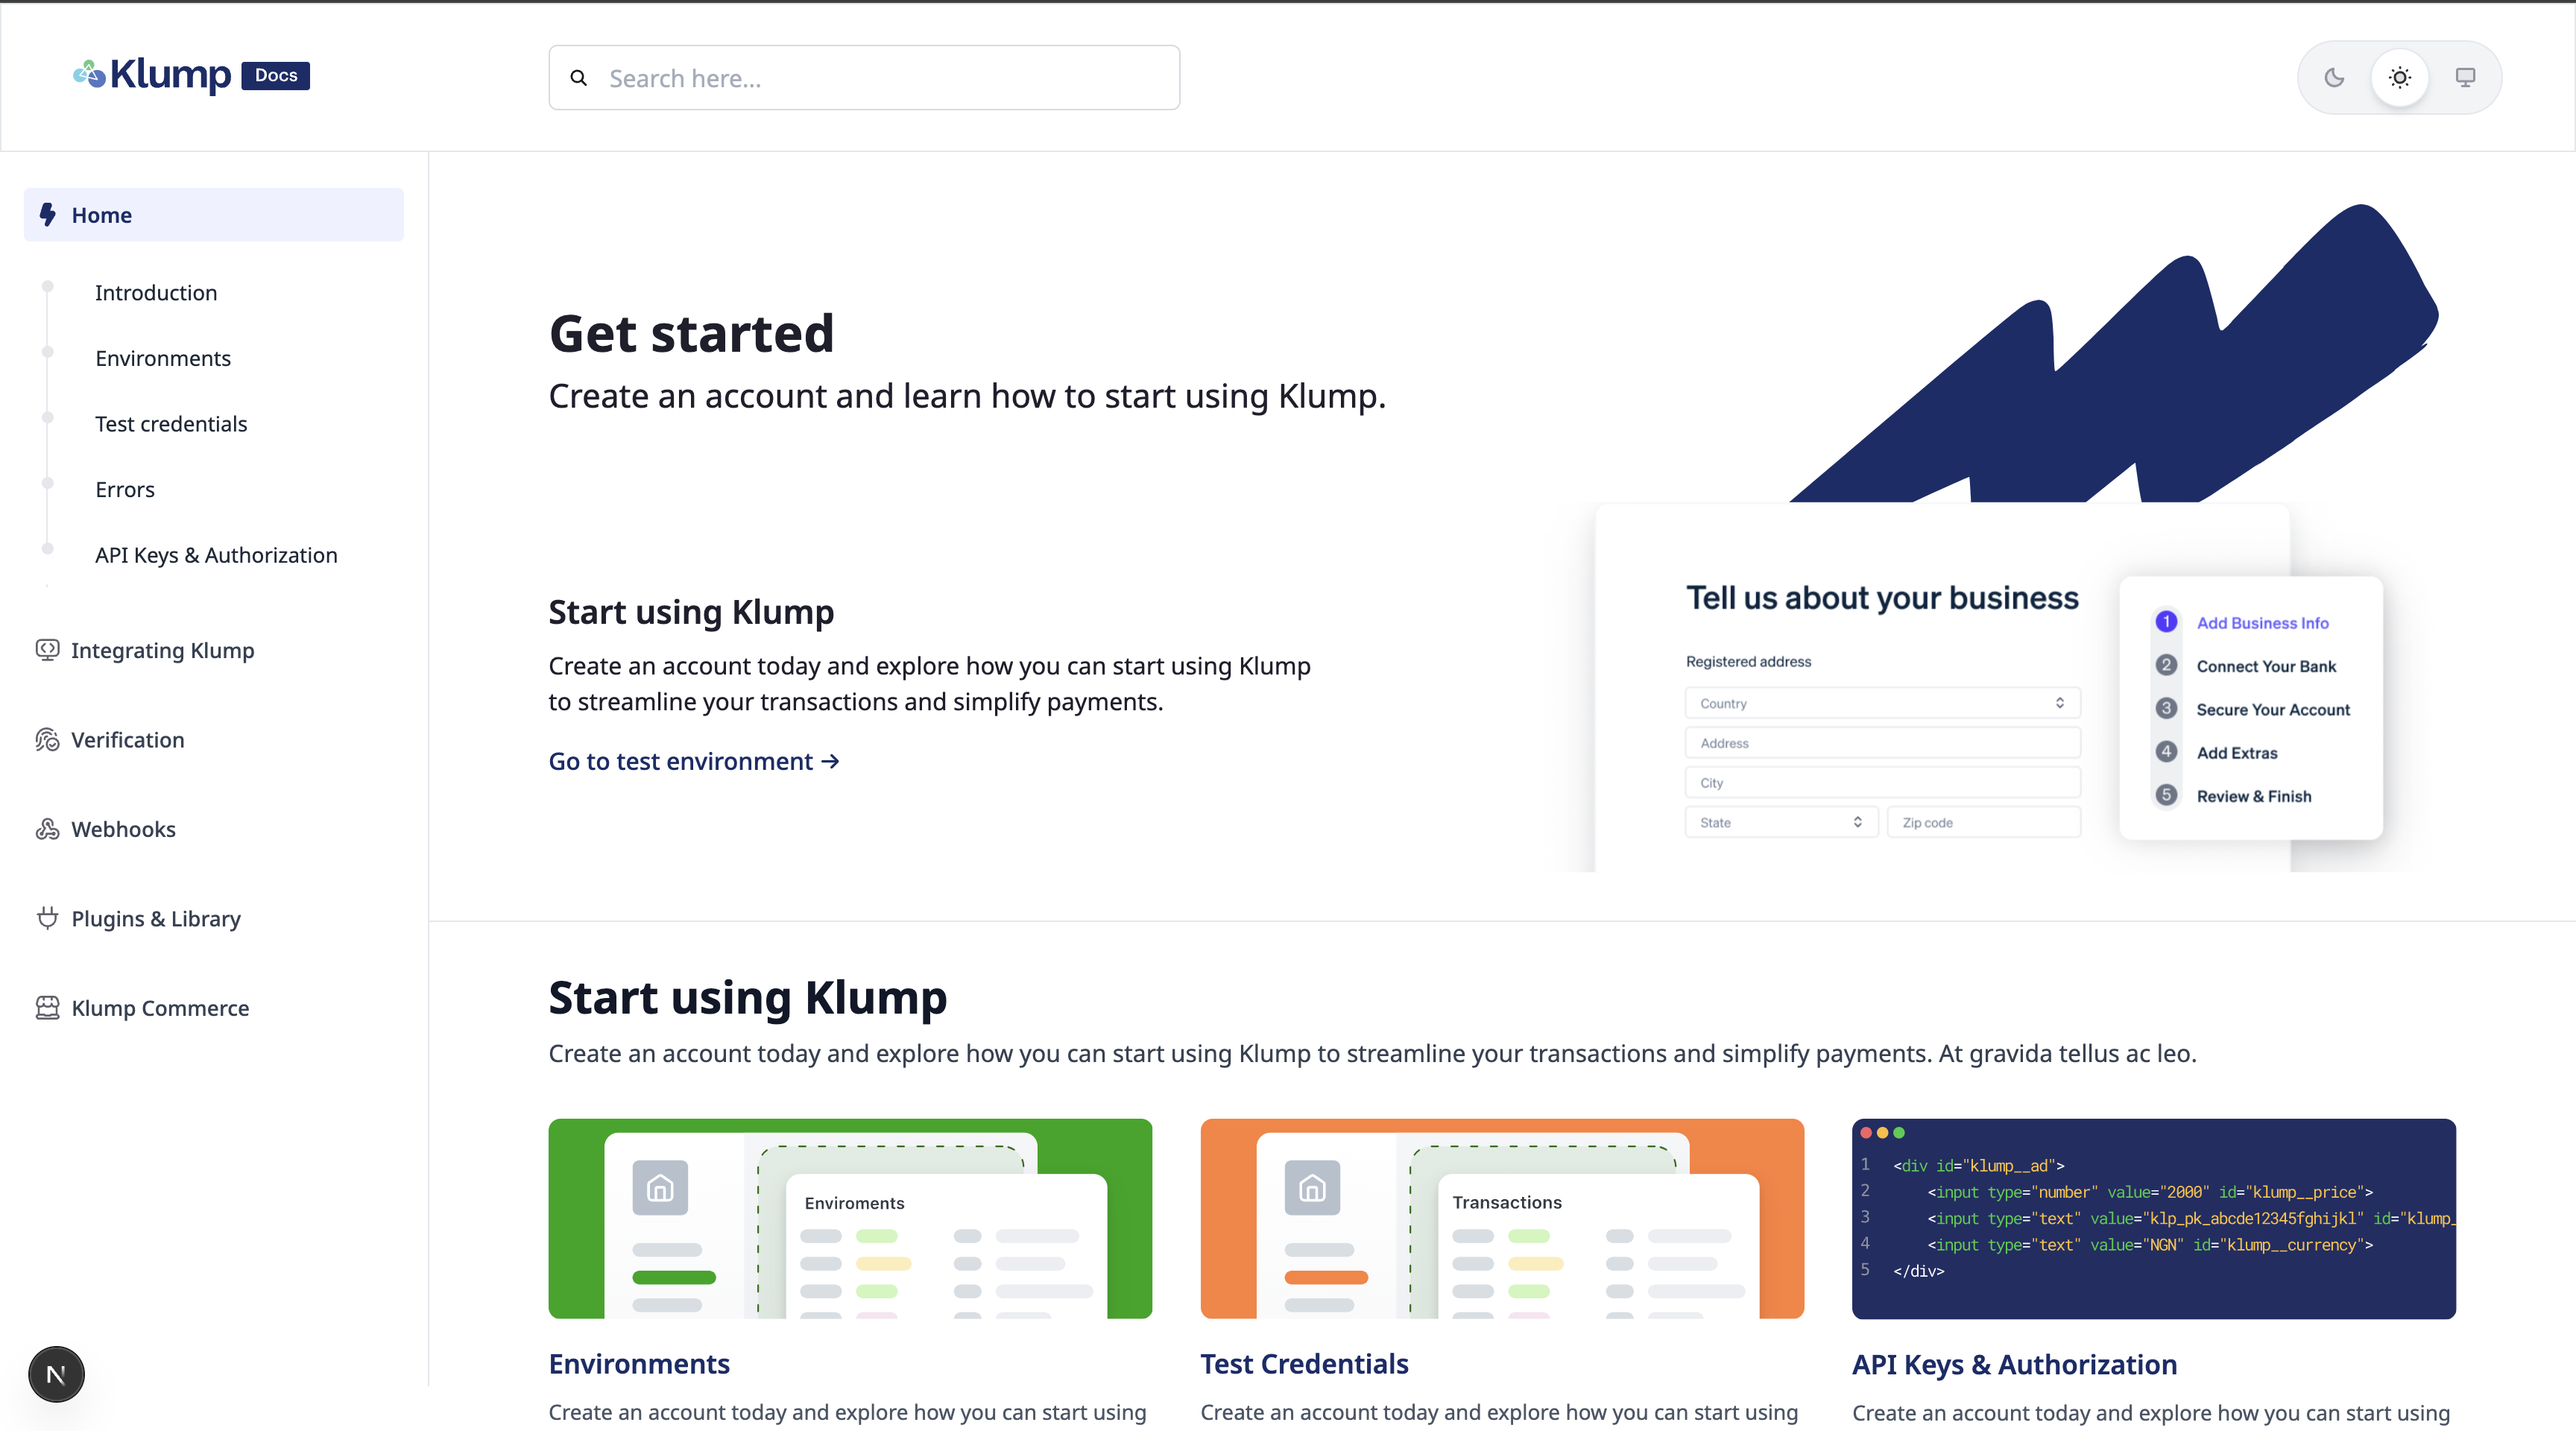 Klump Docs
Search here...
Home
Introduction
Environments
Test credentials
Errors
API Keys & Authorization
Integrating Klump
Verification
Webhooks
Plugins & Library
Klump Commerce
N
Get started
Create an account and learn how to start using Klump.
Start using Klump
Create an account today and explore how you can start using Klump
to streamline your transactions and simplify payments.
Go to test environment →
Tell us about your business
Registered address
Country
Address
City
State
Zip code
1 Add Business Info
2 Connect Your Bank
3 Secure Your Account
4 Add Extras
5 Review & Finish
Start using Klump
Create an account today and explore how you can start using Klump to streamline your transactions and simplify payments. At gravida tellus ac leo.
Enviroments
Environments
Create an account today and explore how you can start using
Transactions
Test Credentials
Create an account today and explore how you can start using
1 <div id="klump__ad">
2 <input type="number" value="2000" id="klump__price">
3 <input type="text" value="klp_pk_abcde12345fghijkl" id="klump_
4 <input type="text" value="NGN" id="klump__currency">
5 </div>
API Keys & Authorization
Create an account today and explore how you can start using